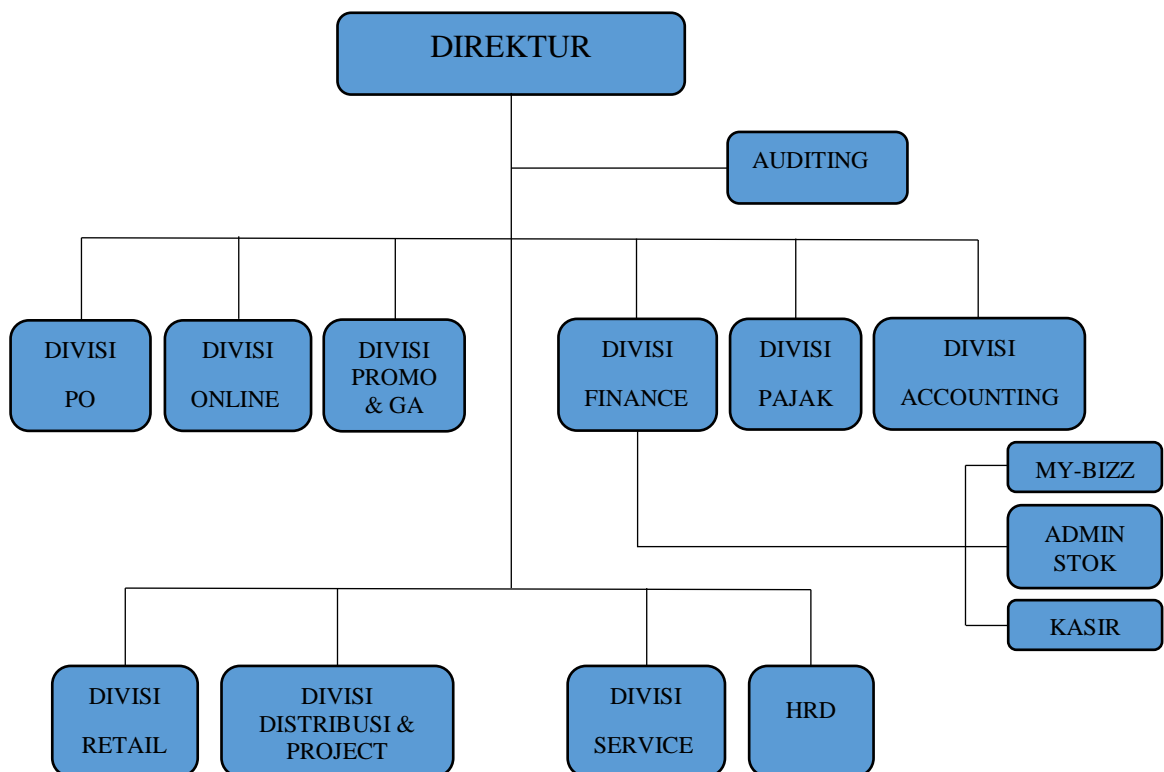 DIREKTUR
AUDITING
DIVISI
PO
DIVISI
ONLINE
DIVISI
PROMO
& GA
DIVISI
FINANCE
DIVISI
PAJAK
DIVISI
ACCOUNTING
MY-BIZZ
ADMIN
STOK
KASIR
DIVISI
RETAIL
DIVISI
DISTRIBUSI &
PROJECT
DIVISI
SERVICE
HRD